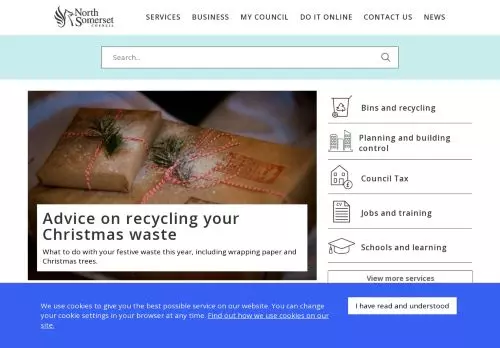 North
Somerset
COUNCIL
SERVICES BUSINESS MY COUNCIL DO IT ONLINE CONTACT US NEWS
Search...
Advice on recycling your
Christmas waste
What to do with your festive waste this year, including wrapping paper and
Christmas trees.
Bins and recycling
Planning and building
control
Council Tax
CV
Jobs and training
Schools and learning
View more services
We use cookies to give you the best possible service on our website. You can change
your cookie settings in your browser at any time. Find out how we use cookies on our
site.
I have read and understood